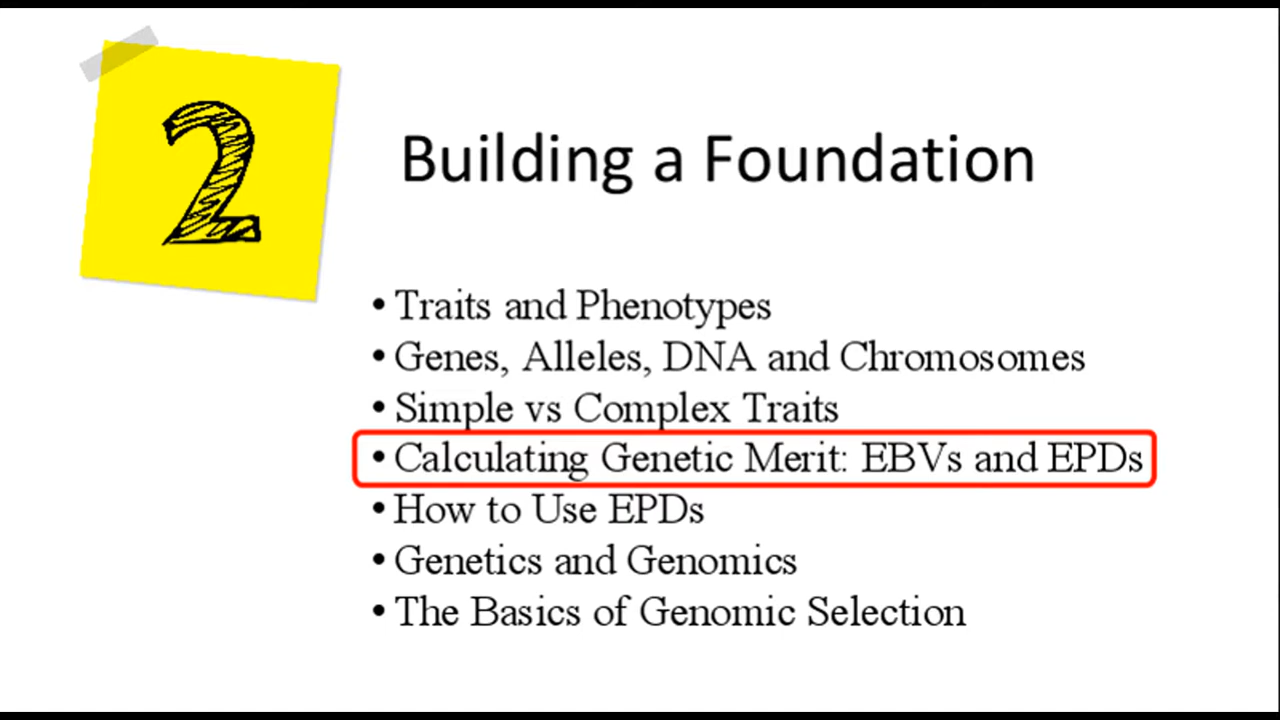 2
Building a Foundation
• Traits and Phenotypes
• Genes, Alleles, DNA and Chromosomes
• Simple vs Complex Traits
• Calculating Genetic Merit: EBVs and EPDs
• How to Use EPDs
• Genetics and Genomics
• The Basics of Genomic Selection